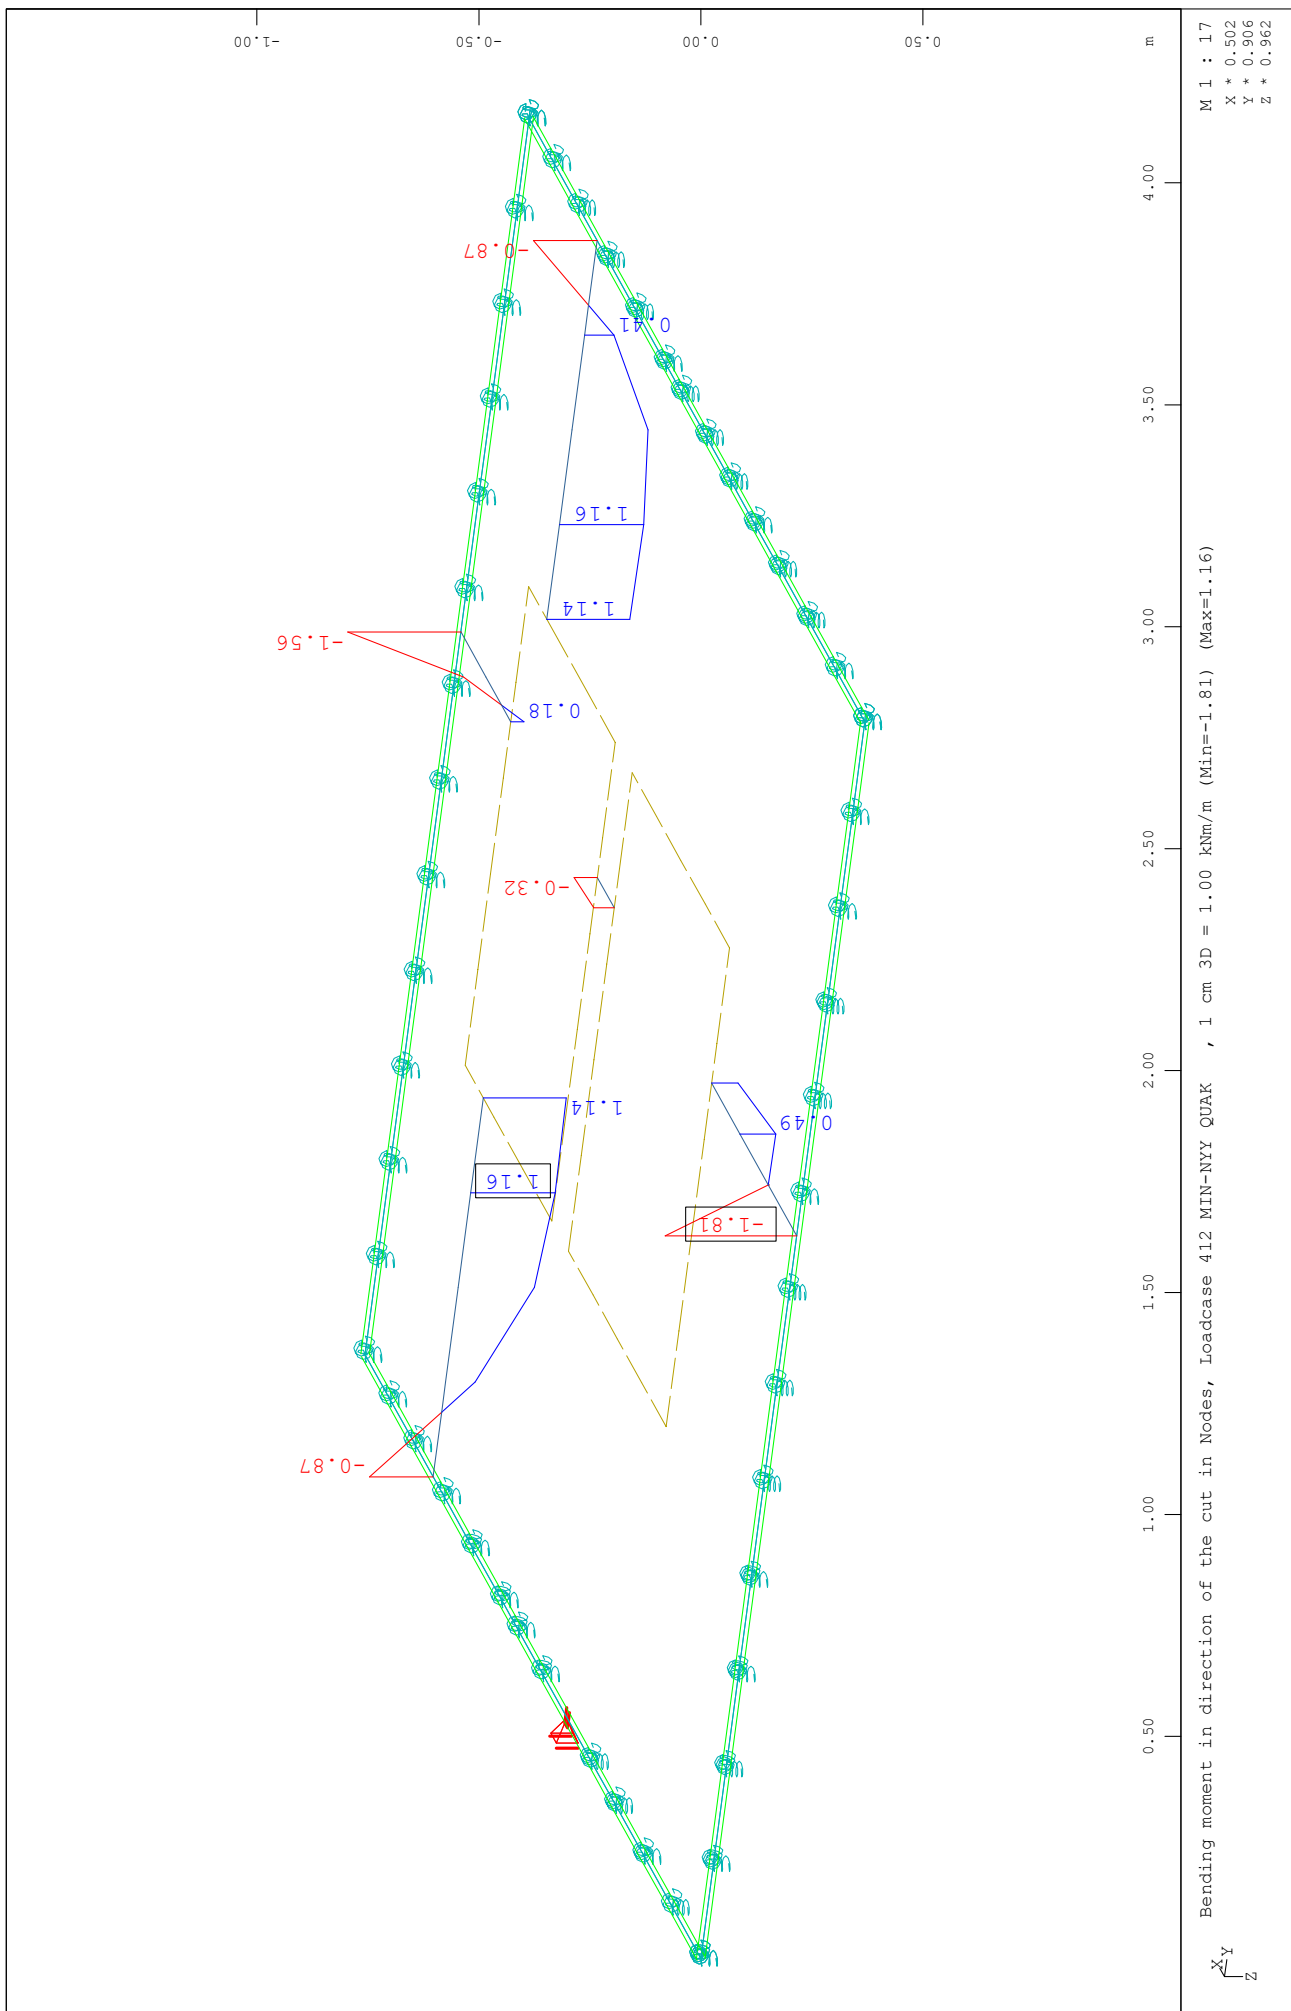 -1.00
-0.50
0.00
0.50
m
4.00
3.50
3.00
2.50
2.00
1.50
1.00
0.50
-0.87
0.41
1.16
1.14
-1.56
0.18
-0.32
1.14
1.16
0.49
-1.81
-0.87
M 1 : 17
X * 0.502
Y * 0.906
Z * 0.962
Bending moment in direction of the cut in Nodes, Loadcase 412 MIN-NYY QUAK , 1 cm 3D = 1.00 kNm/m (Min=-1.81) (Max=1.16)
X
Y
Z